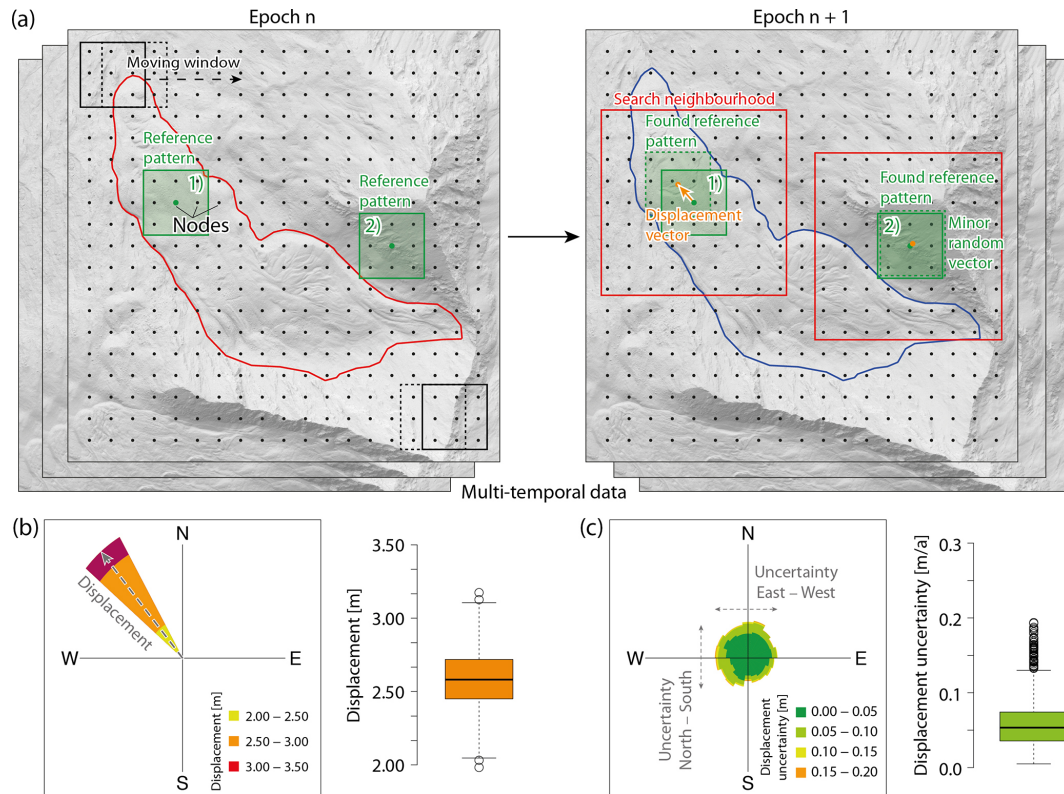 (a)
Epoch n
Epoch n + 1
Moving window
Reference
pattern
1)
Nodes
Reference
pattern
2)
Search neighbourhood
Found reference
pattern
1)
Displacement
vector
Found reference
pattern
2)
Minor
random
vector
Multi-temporal data
(b)
N
W
E
S
Displacement
Displacement [m]
2.00 – 2.50
2.50 – 3.00
3.00 – 3.50
Displacement [m]
3.50
3.00
2.50
2.00
(c)
N
W
E
S
Uncertainty
East – West
Uncertainty
North – South
Displacement
uncertainty [m]
0.00 – 0.05
0.05 – 0.10
0.10 – 0.15
0.15 – 0.20
Displacement uncertainty [m/a]
0.3
0.2
0.1
0.0